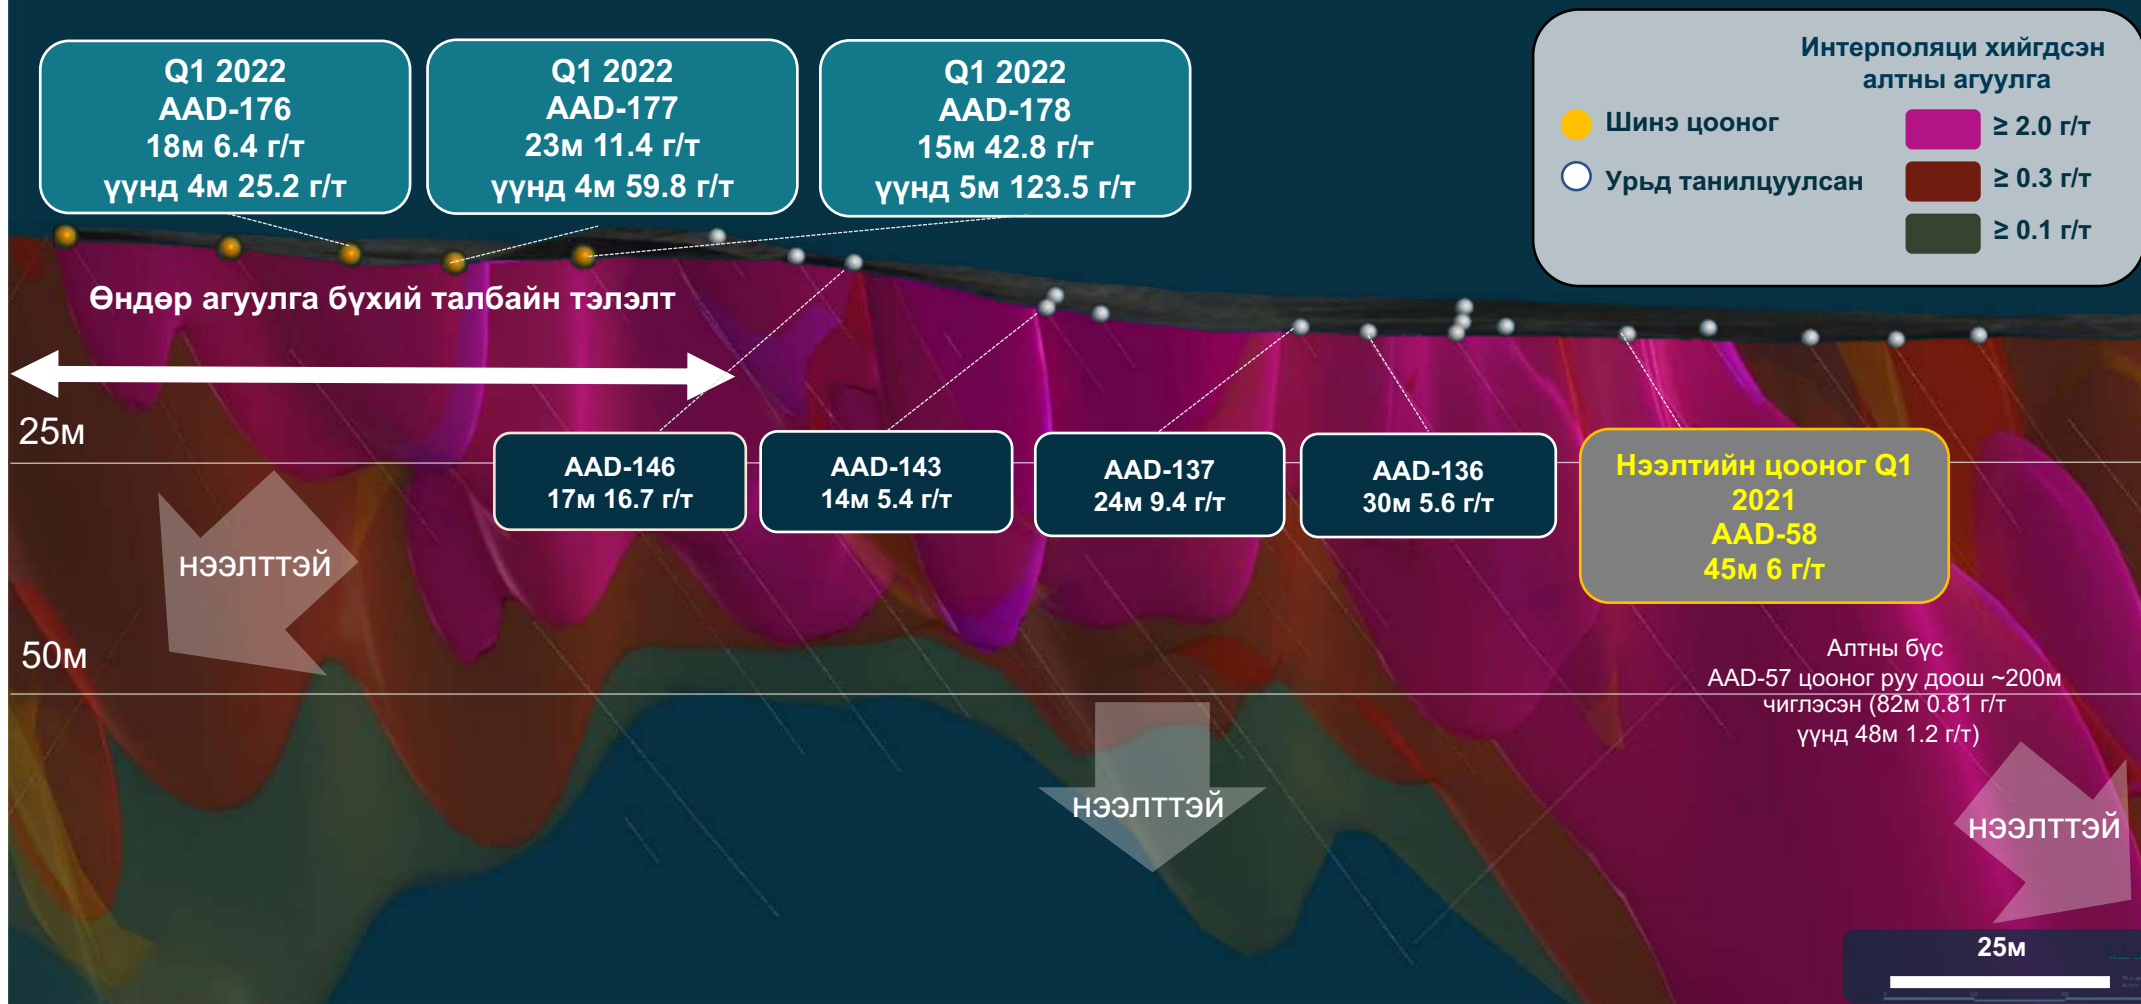 Q1 2022
AAD-176
18м 6.4 г/т
үүнд 4м 25.2 г/т
Q1 2022
AAD-177
23м 11.4 г/т
үүнд 4м 59.8 г/т
Q1 2022
AAD-178
15м 42.8 г/т
үүнд 5м 123.5 г/т
Интерполяци хийгдсэн
алтны агуулга
Шинэ цооног
Урьд танилцуулсан
≥ 2.0 г/т
≥ 0.3 г/т
≥ 0.1 г/т
Өндөр агуулга бүхий талбайн тэлэлт
25м
AAD-146
17м 16.7 г/т
AAD-143
14м 5.4 г/т
AAD-137
24м 9.4 г/т
AAD-136
30м 5.6 г/т
Нээлтийн цооног Q1
2021
AAD-58
45м 6 г/т
нээлттэй
50м
Алтны бүс
AAD-57 цооног руу доош ~200м
чиглэсэн (82м 0.81 г/т
үүнд 48м 1.2 г/т)
нээлттэй
нээлттэй
25м